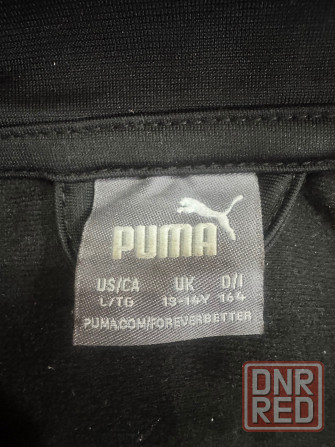 PUMA
US/CA UK D/I
L/TG 13-14Y 164
PUMA.COM/FOREVERBETTER
DNR
RED